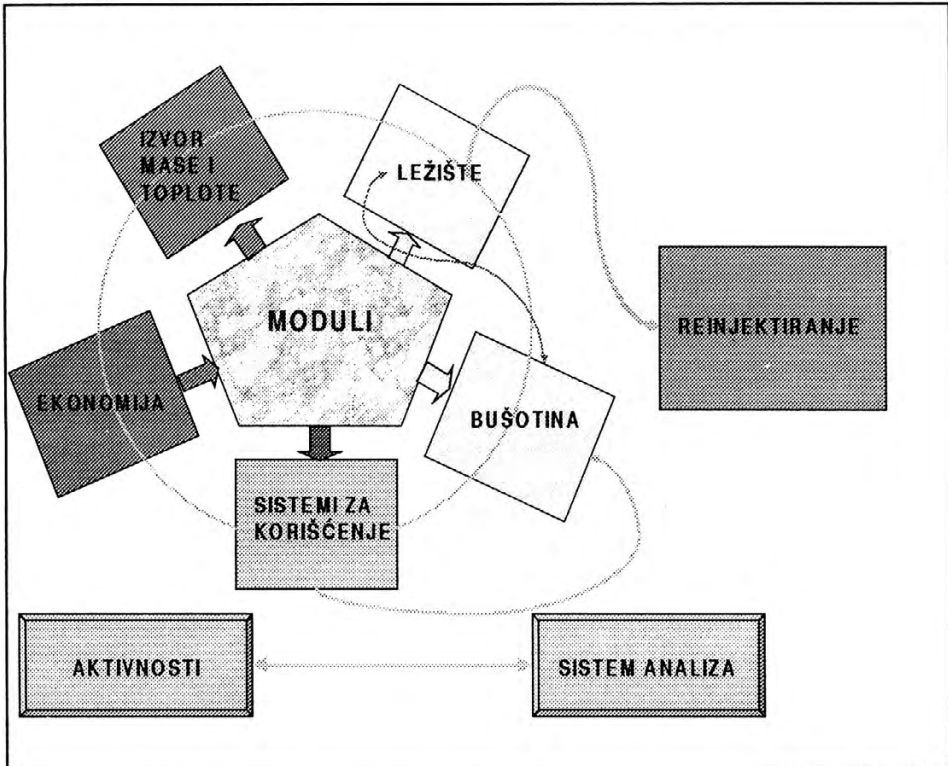 IZVOR
MASE I
TOPLOTE
LEŽIŠTE
MODULI
REINJEKTIRANJE
EKONOMIJA
BUŠOTINA
SISTEMI ZA
KORIŠĆENJE
AKTIVNOSTI
SISTEM ANALIZA